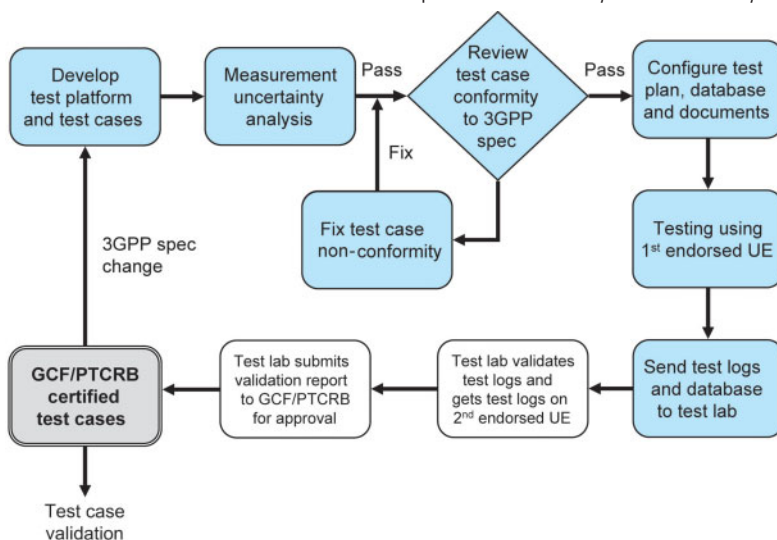 Develop
test platform
and test cases
Measurement
uncertainty
analysis
Pass
Review
test case
conformity
to 3GPP
spec
Pass
Configure test
plan, database
and documents
Fix
Fix test case
non-conformity
Testing using
1st endorsed UE
3GPP spec
change
GCF/PTCRB
certified
test cases
Test lab submits
validation report
to GCF/PTCRB
for approval
Test lab validates
test logs and
gets test logs on
2nd endorsed UE
Send test logs
and database
to test lab
Test case
validation